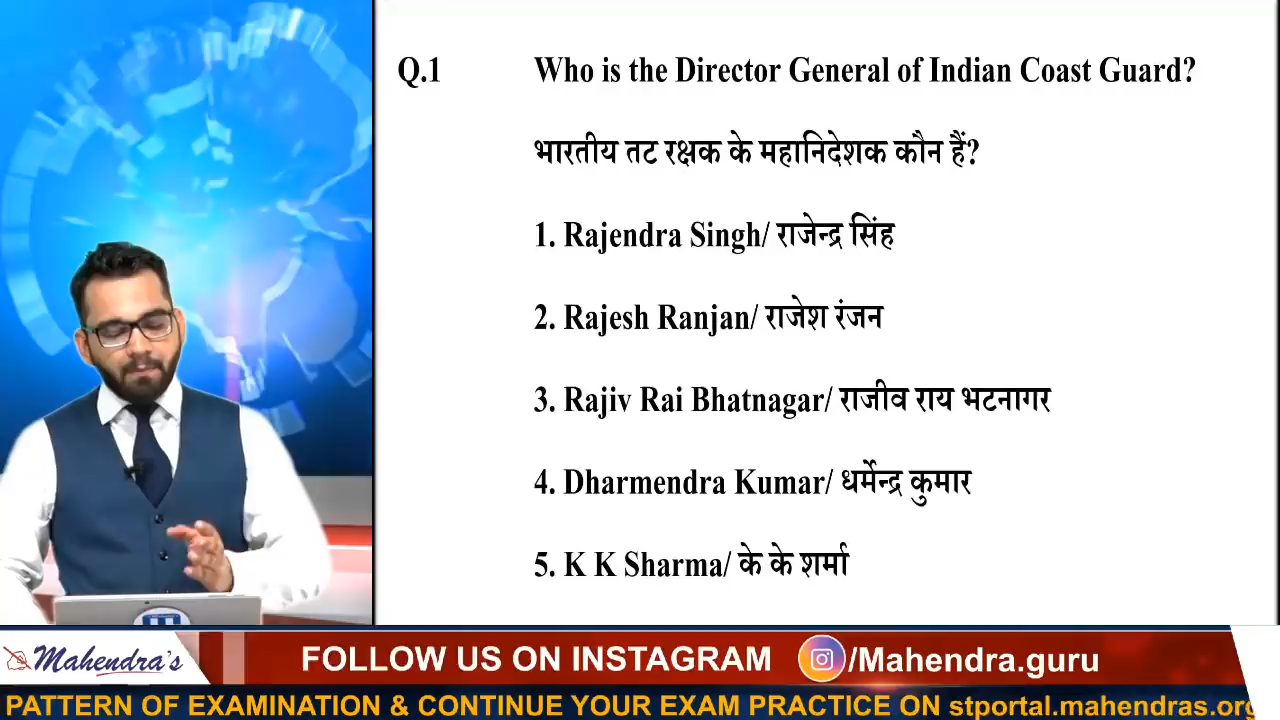 Q.1 Who is the Director General of Indian Coast Guard?
भारतीय तट रक्षक के महानिदेशक कौन हैं?
1. Rajendra Singh/ राजेन्द्र सिंह
2. Rajesh Ranjan/ राजेश रंजन
3. Rajiv Rai Bhatnagar/ राजीव राय भटनागर
4. Dharmendra Kumar/ धर्मेन्द्र कुमार
5. K K Sharma/ के के शर्मा
Mahendra's FOLLOW US ON INSTAGRAM /Mahendra.guru
PATTERN OF EXAMINATION & CONTINUE YOUR EXAM PRACTICE ON stportal.mahendras.org